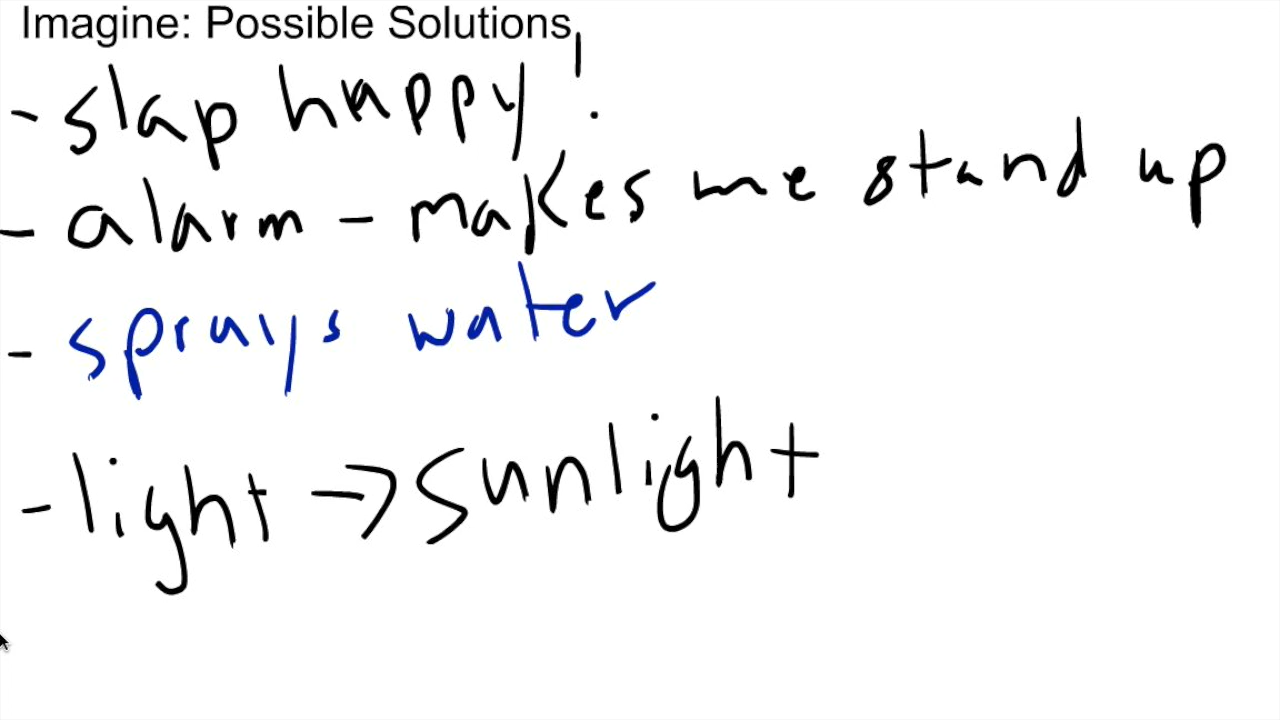 Imagine: Possible Solutions
- slap happy!
- alarm - makes me stand up
- sprays water
- light → sunlight